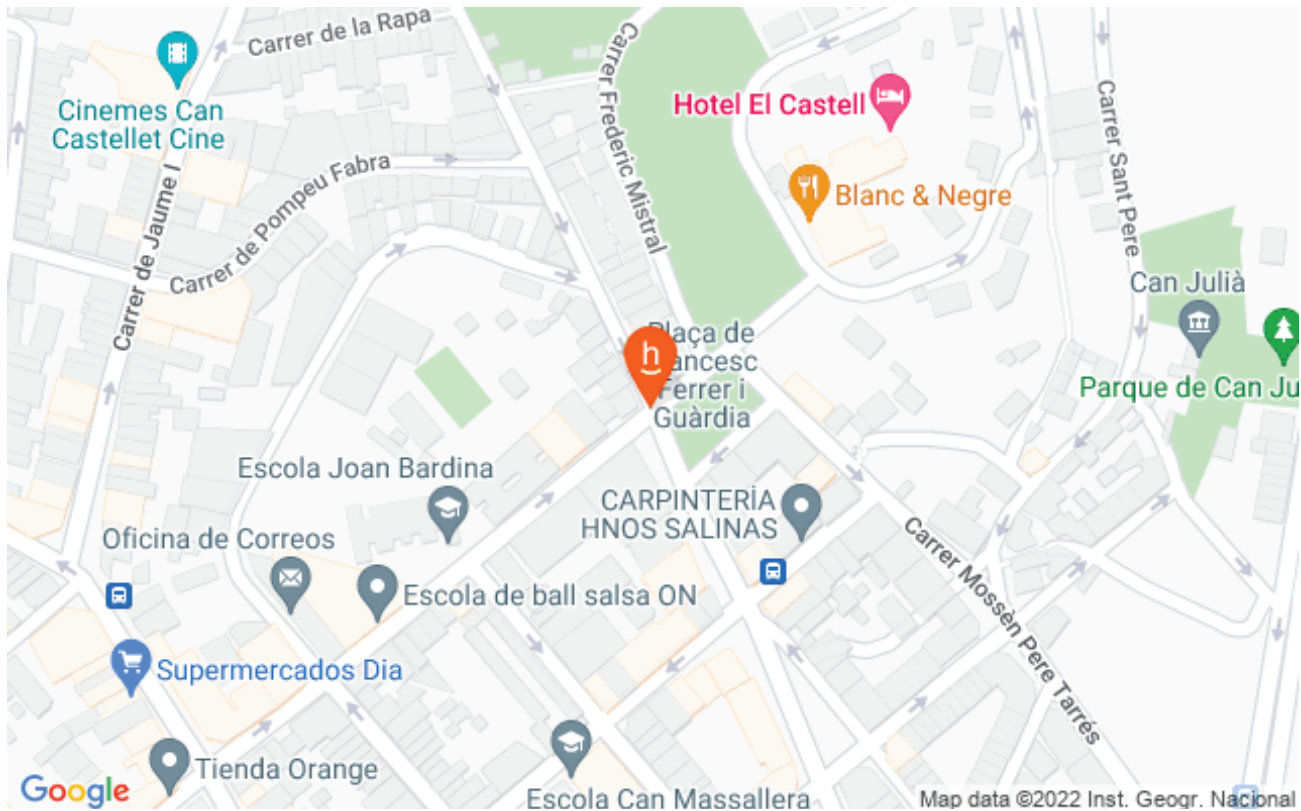 Carrer de la Rapa
Cinemes Can
Castellet Cine
Carrer Frederic Mistral
Hotel El Castell
Blanc & Negre
Carrer Sant Pere
Carrer de Jaume I
Carrer de Pompeu Fabra
Can Julià
Parque de Can Ju
h
Plaça de
ancesc
Ferrer i
Guàrdia
Escola Joan Bardina
CARPINTERÍA
HNOS SALINAS
Oficina de Correos
Escola de ball salsa ON
Carrer Mossèn Pere Tarrés
Supermercados Dia
Tienda Orange
Escola Can Massallera
Google
Map data ©2022 Inst. Geogr. Nacional